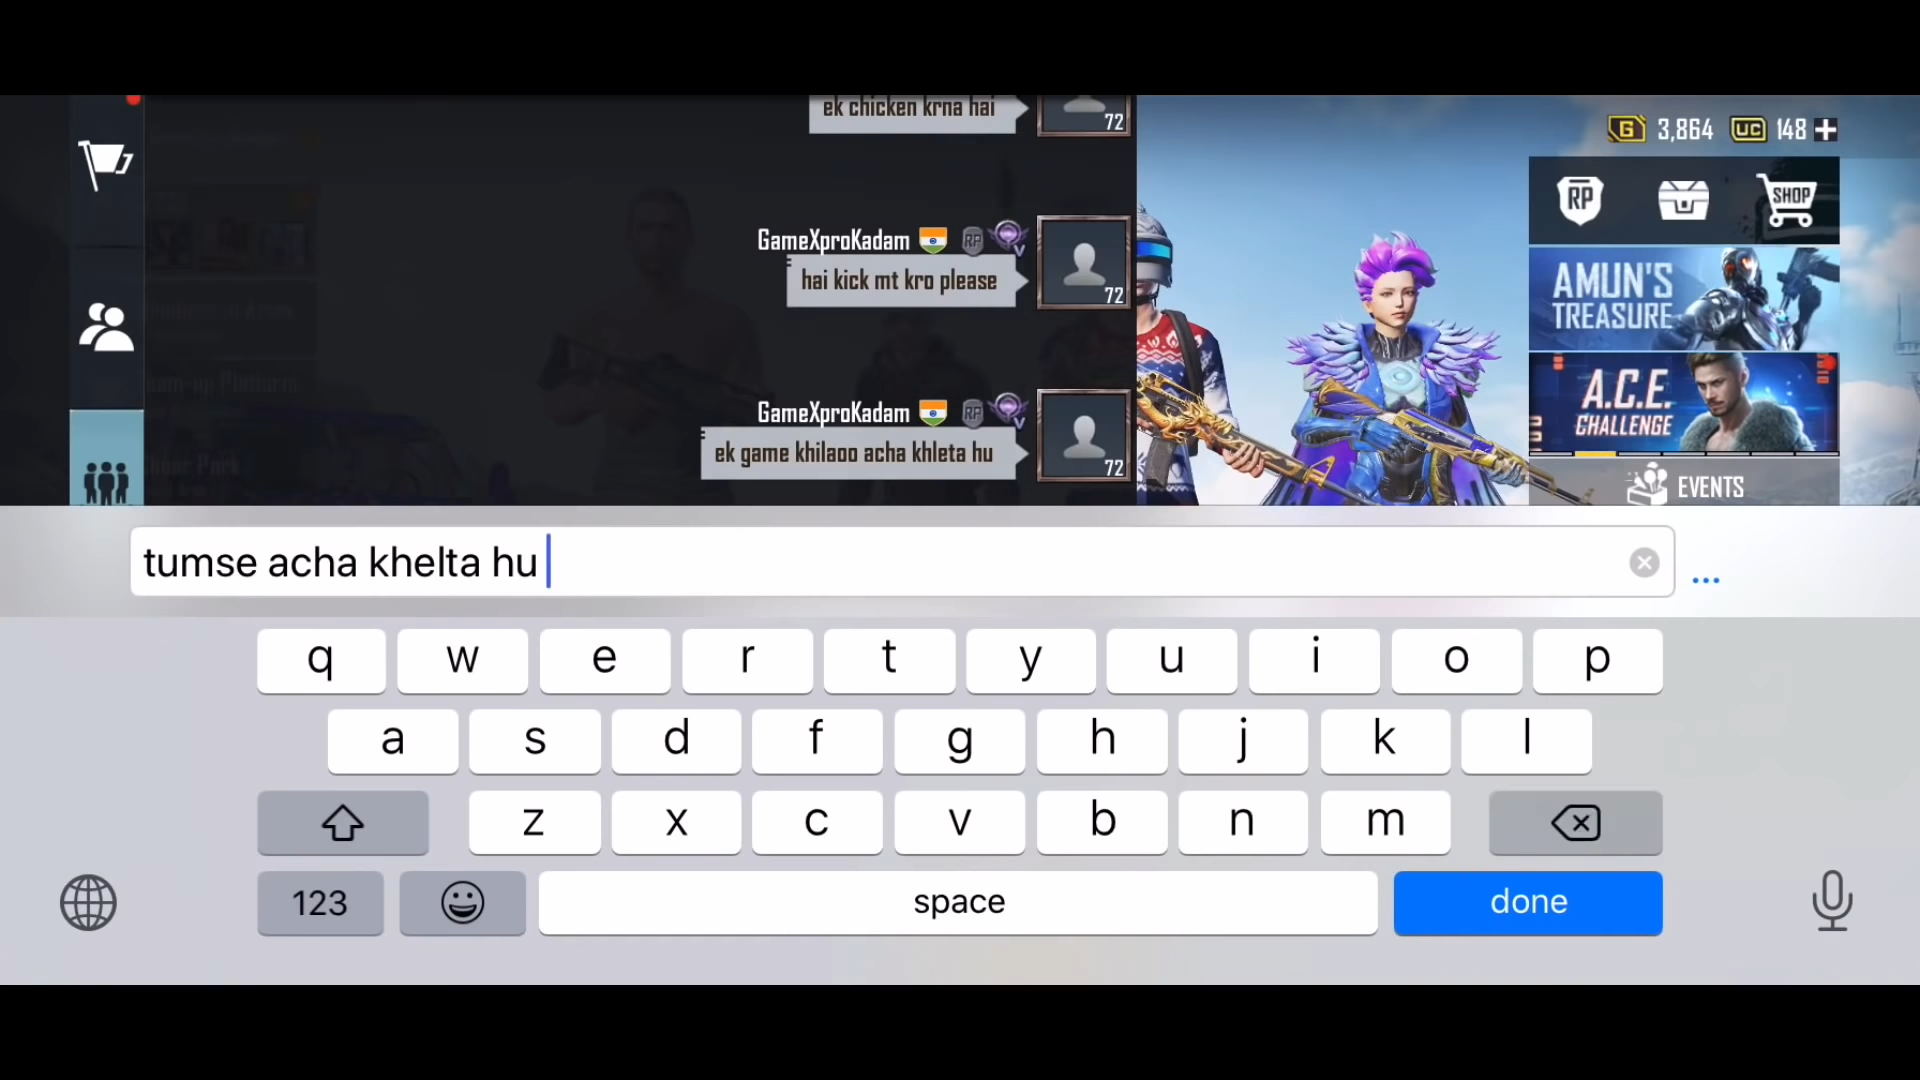 ek chicken krna hai
72
3,864
UC 148
RP
SHOP
GameXproKadam RP V
hai kick mt kro please
72
AMUN'S
TREASURE
A.C.E.
CHALLENGE
GameXproKadam RP V
ek game khilaoo acha khleta hu
72
EVENTS
tumse acha khelta hu
...
q w e r t y u i o p
a s d f g h j k l
z x c v b n m
123 space done